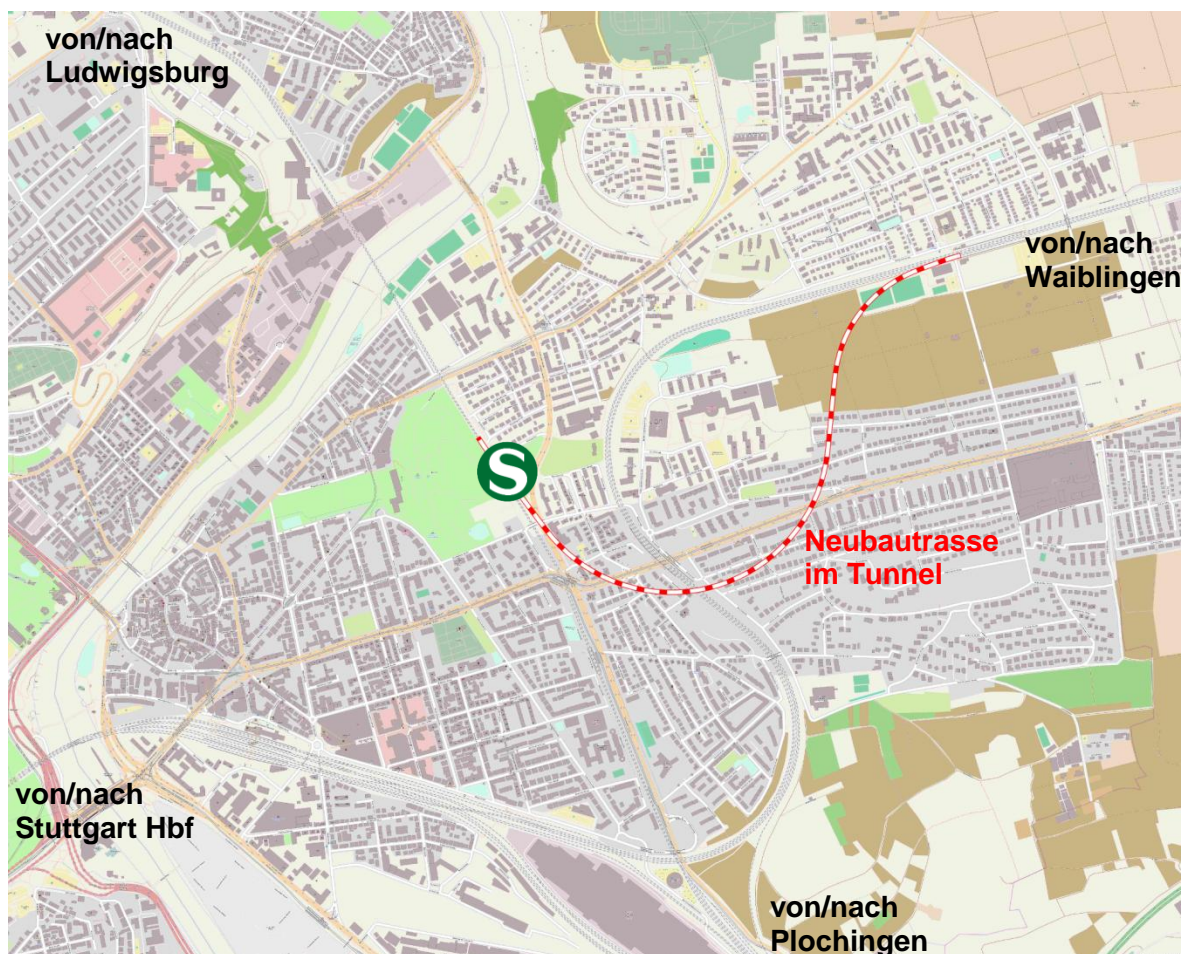 von/nach
Ludwigsburg
von/nach
Waiblingen
S
Neubautrasse
im Tunnel
von/nach
Stuttgart Hbf
von/nach
Plochingen